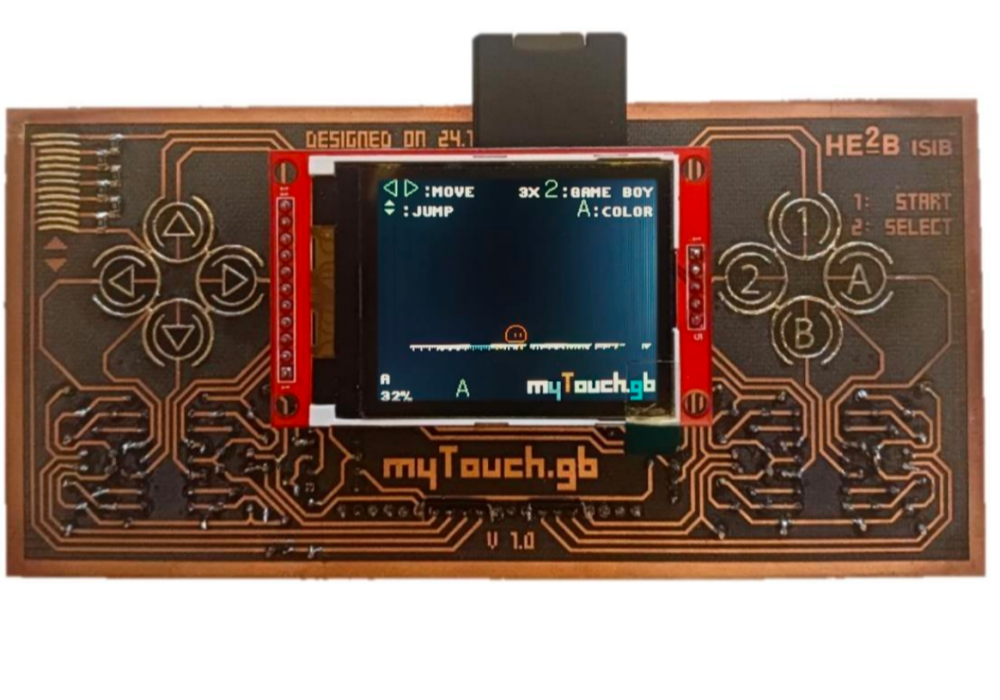 DESIGNED ON 24.
HE2B ISIB
1: START
2: SELECT
1
2
A
B
:MOVE
3X 2:GAME BOY
:JUMP
A:COLOR
A
32%
A
myTouch.gb
myTouch.gb
V 1.0